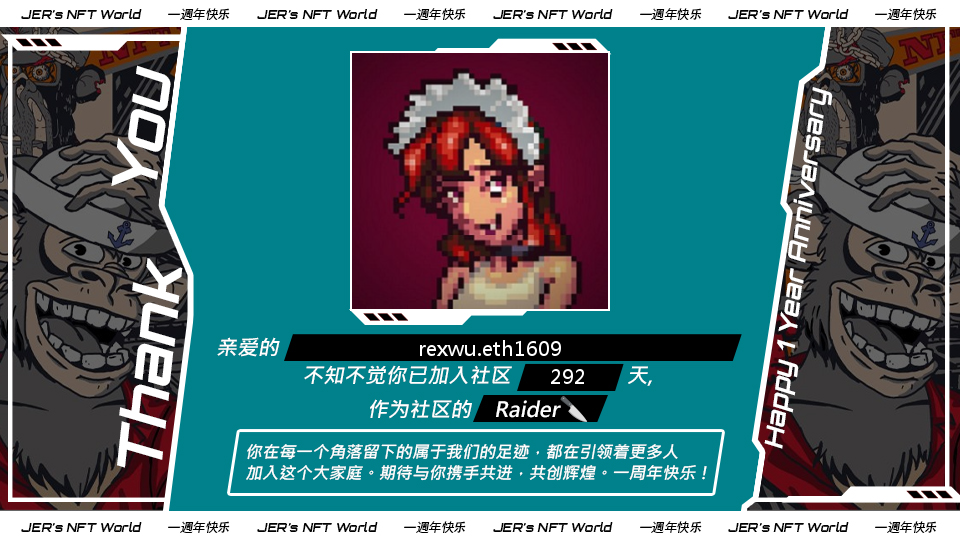 JER's NFT World 一週年快乐 JER's NFT World 一週年快乐 JER's NFT World 一週年快乐 JER's NFT World 一週年快乐
Thank You
亲爱的 rexwu.eth1609
不知不觉你已加入社区 292 天,
作为社区的 Raider🔪
你在每一个角落留下的属于我们的足迹，都在引领着更多人
加入这个大家庭。期待与你携手共进，共创辉煌。一周年快乐！
Happy 1 Year Anniversary
JER's NFT World 一週年快乐 JER's NFT World 一週年快乐 JER's NFT World 一週年快乐 JER's NFT World 一週年快乐